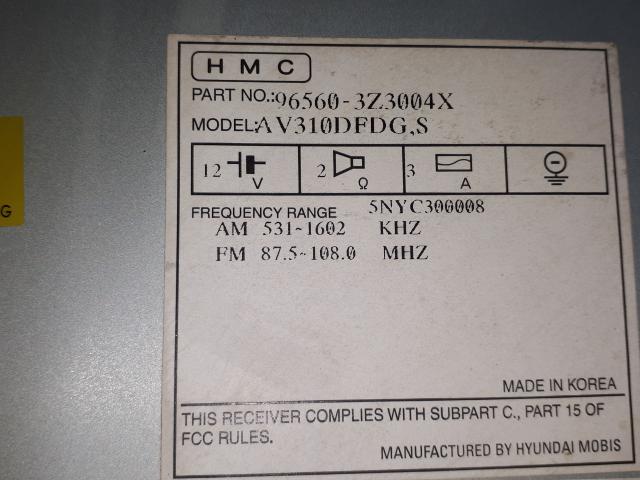 HMC
PART NO.:96560-3Z3004X
MODEL:AV310DFDG,S
12 V 2 Ω 3 A
FREQUENCY RANGE 5NYC300008
AM 531~1602 KHZ
FM 87.5~108.0 MHZ
MADE IN KOREA
THIS RECEIVER COMPLIES WITH SUBPART C., PART 15 OF
FCC RULES.
MANUFACTURED BY HYUNDAI MOBIS
G